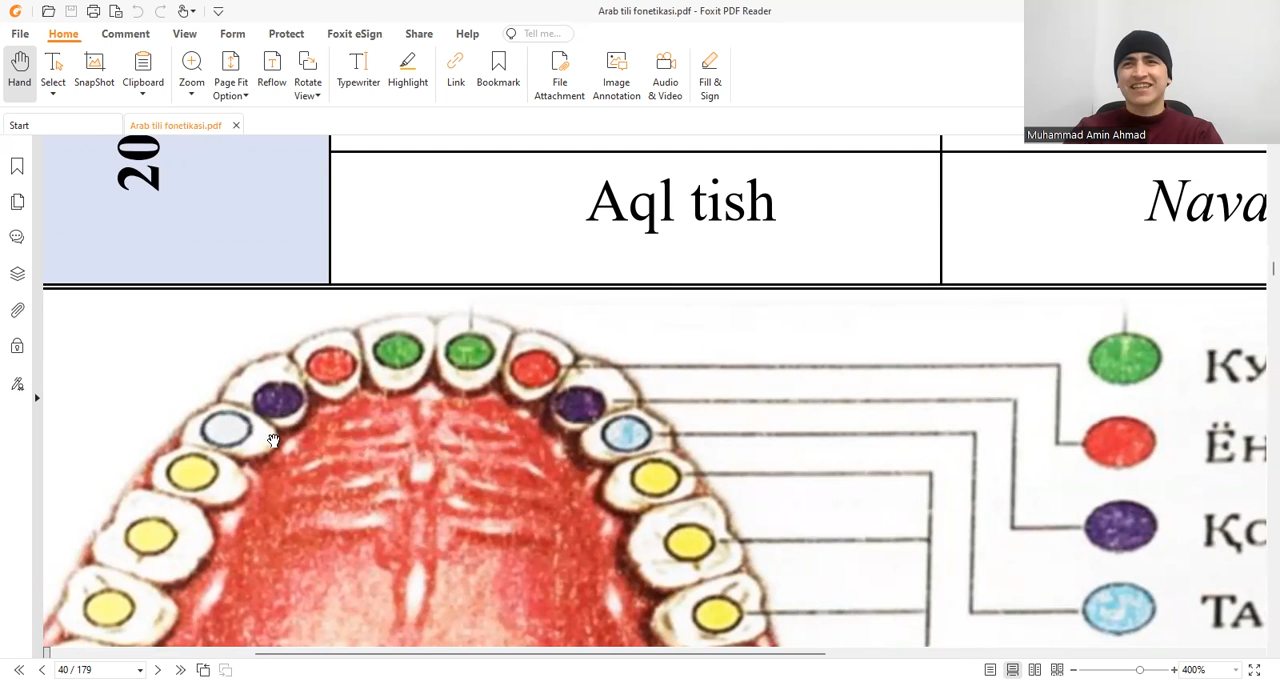 Arab tili fonetikasi.pdf - Foxit PDF Reader
File Home Comment View Form Protect Foxit eSign Share Help Tell me...
Hand Select SnapShot Clipboard Zoom Page Fit Option Reflow Rotate View Typewriter Highlight Link Bookmark File Attachment Image Annotation Audio & Video Fill & Sign
Muhammad Amin Ahmad
Start Arab tili fonetikasi.pdf
20
Aql tish
Nava
КУ
ЁН
ҚО
ТА
40 / 179
400%